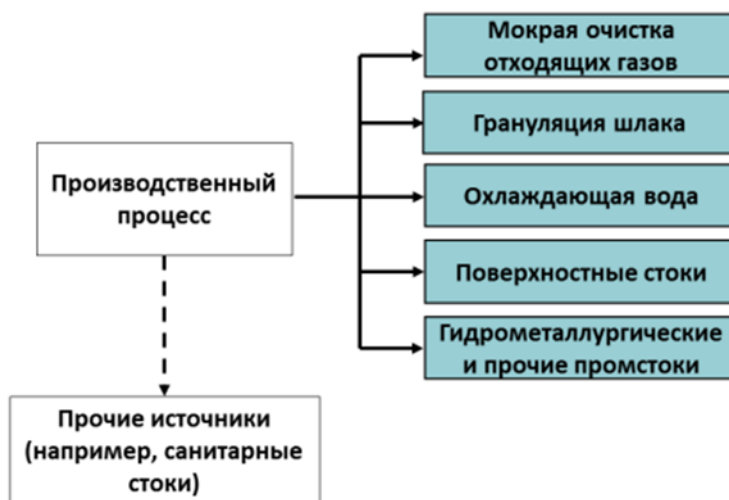 Мокрая очистка
отходящих газов
Грануляция шлака
Производственный
процесс
Охлаждающая вода
Поверхностные стоки
Гидрометаллургические
и прочие промстоки
Прочие источники
(например, санитарные
стоки)